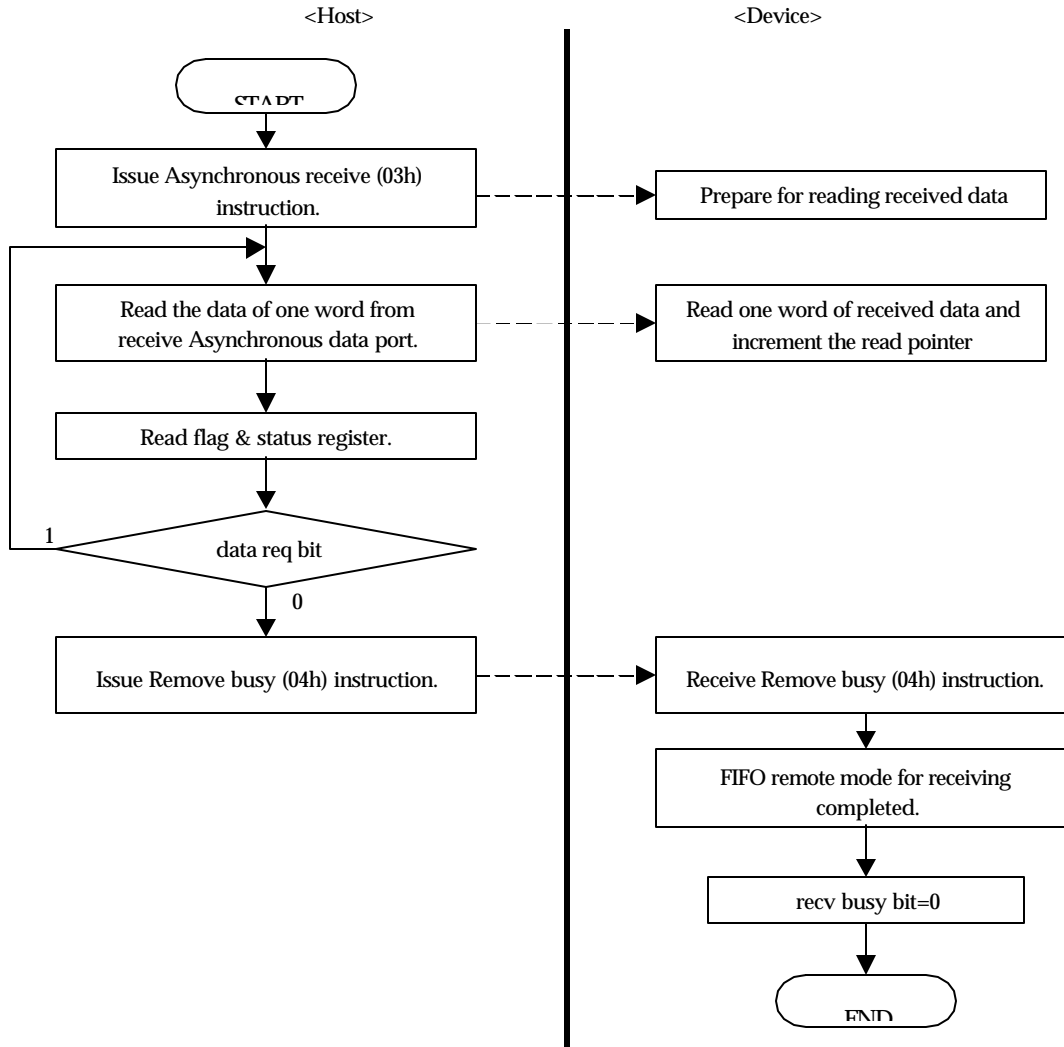 <Host>
<Device>
START
Issue Asynchronous receive (03h)
instruction.
Prepare for reading received data
Read the data of one word from
receive Asynchronous data port.
Read one word of received data and
increment the read pointer
Read flag & status register.
1
data req bit
0
Issue Remove busy (04h) instruction.
Receive Remove busy (04h) instruction.
FIFO remote mode for receiving
completed.
recv busy bit=0
END